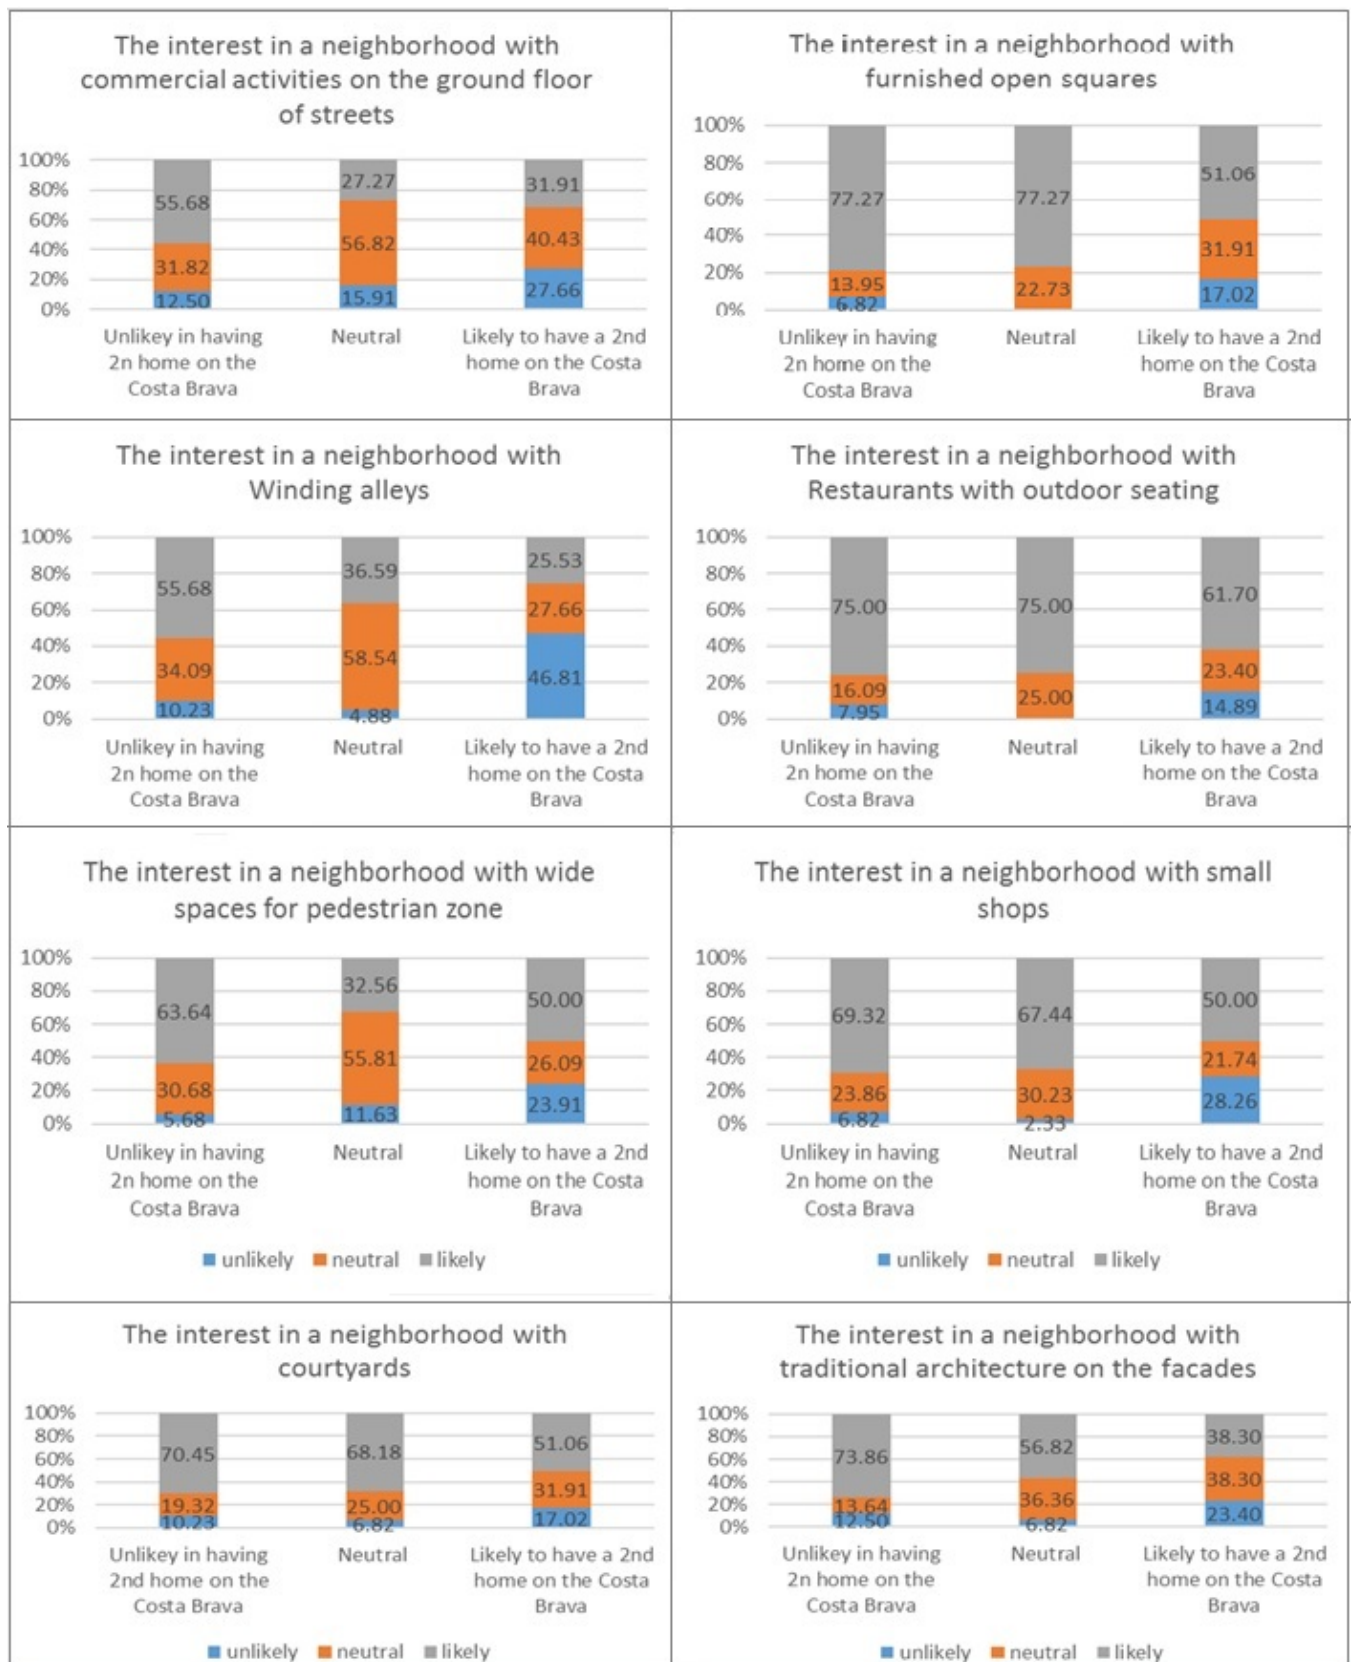 The interest in a neighborhood with
commercial activities on the ground floor
of streets
100%
80%
60%
40%
20%
0%
55.68
31.82
12.50
27.27
56.82
15.91
31.91
40.43
27.66
Unlikey in having
2n home on the
Costa Brava
Neutral
Likely to have a 2nd
home on the Costa
Brava
The interest in a neighborhood with
furnished open squares
100%
80%
60%
40%
20%
0%
77.27
13.95
6.82
77.27
22.73
51.06
31.91
17.02
Unlikey in having
2n home on the
Costa Brava
Neutral
Likely to have a 2nd
home on the Costa
Brava
The interest in a neighborhood with
Winding alleys
100%
80%
60%
40%
20%
0%
55.68
34.09
10.23
36.59
58.54
4.88
25.53
27.66
46.81
Unlikey in having
2n home on the
Costa Brava
Neutral
Likely to have a 2nd
home on the Costa
Brava
The interest in a neighborhood with
Restaurants with outdoor seating
100%
80%
60%
40%
20%
0%
75.00
16.09
7.95
75.00
25.00
61.70
23.40
14.89
Unlikey in having
2n home on the
Costa Brava
Neutral
Likely to have a 2nd
home on the Costa
Brava
The interest in a neighborhood with wide
spaces for pedestrian zone
100%
80%
60%
40%
20%
0%
63.64
30.68
5.68
32.56
55.81
11.63
50.00
26.09
23.91
Unlikey in having
2n home on the
Costa Brava
Neutral
Likely to have a 2nd
home on the Costa
Brava
unlikely neutral likely
The interest in a neighborhood with small
shops
100%
80%
60%
40%
20%
0%
69.32
23.86
6.82
67.44
30.23
2.33
50.00
21.74
28.26
Unlikey in having
2n home on the
Costa Brava
Neutral
Likely to have a 2nd
home on the Costa
Brava
unlikely neutral likely
The interest in a neighborhood with
courtyards
100%
80%
60%
40%
20%
0%
70.45
19.32
10.23
68.18
25.00
6.82
51.06
31.91
17.02
Unlikey in having
2nd home on the
Costa Brava
Neutral
Likely to have a 2nd
home on the Costa
Brava
unlikely neutral likely
The interest in a neighborhood with
traditional architecture on the facades
100%
80%
60%
40%
20%
0%
73.86
13.64
12.50
56.82
36.36
6.82
38.30
38.30
23.40
Unlikey in having
2n home on the
Costa Brava
Neutral
Likely to have a 2nd
home on the Costa
Brava
unlikely neutral likely